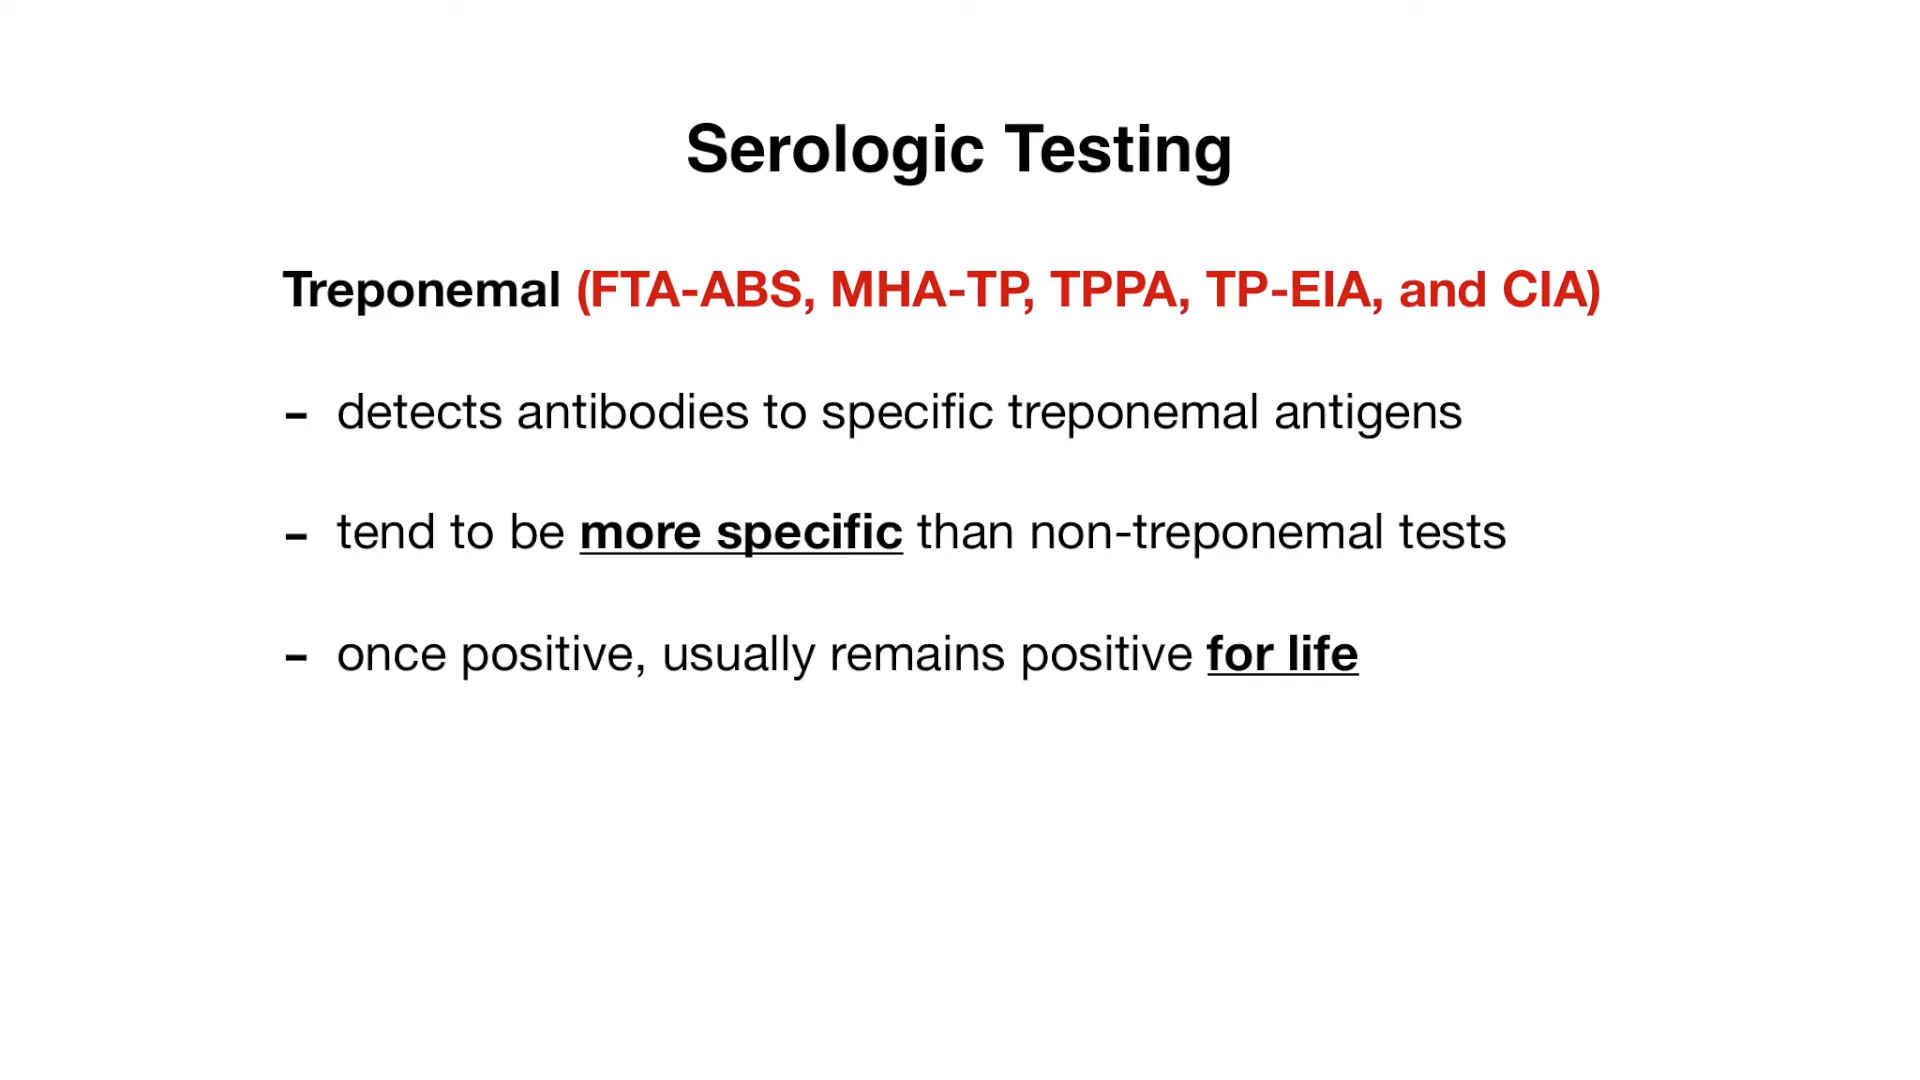 Serologic Testing
Treponemal (FTA-ABS, MHA-TP, TPPA, TP-EIA, and CIA)
- detects antibodies to specific treponemal antigens
- tend to be more specific than non-treponemal tests
- once positive, usually remains positive for life